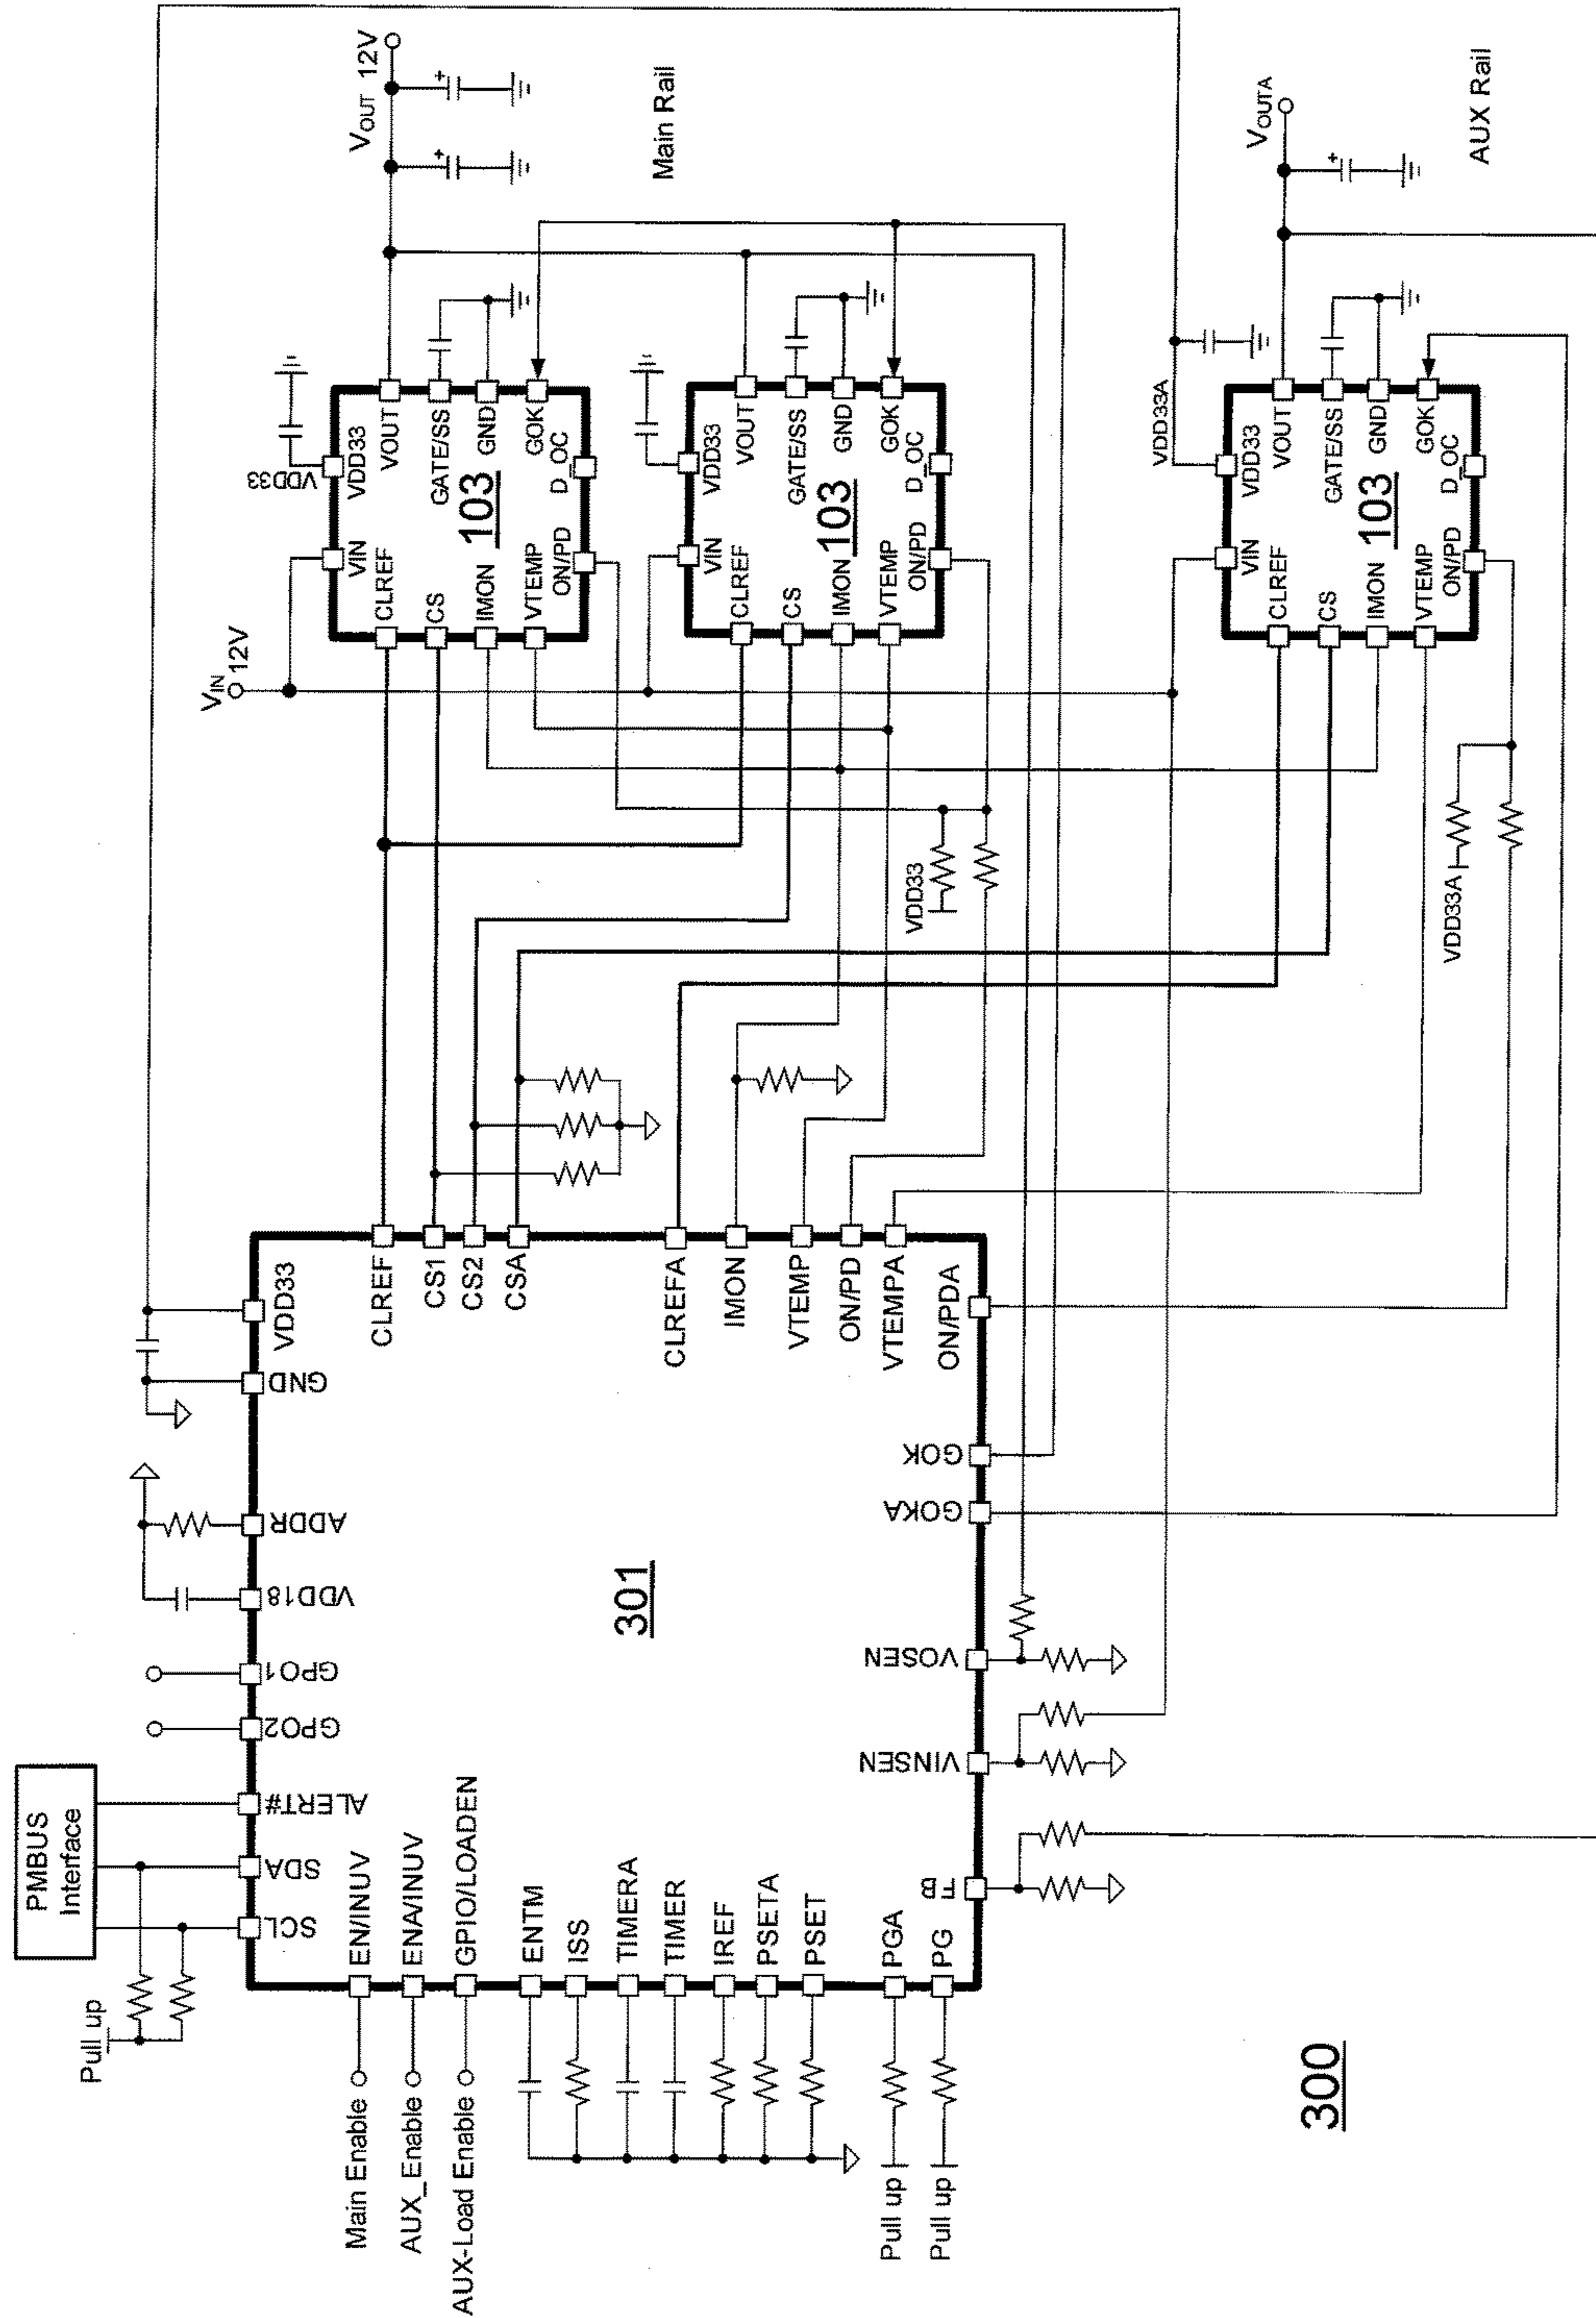 PMBUS
Interface
Pull up
SCL
SDA
ALERT#
GPO2
GPO1
VDD18
ADDR
GND
VDD33
Main Enable
EN/INUV
AUX_Enable
ENA/INUV
AUX-Load Enable
GPIO/LOADEN
ENTM
ISS
TIMERA
TIMER
IREF
PSETA
PSET
Pull up
PGA
Pull up
PG
301
CLREF
CS1
CS2
CSA
CLREFA
IMON
VTEMP
ON/PD
VTEMPA
ON/PDA
FB
VINSEN
VOSEN
GOKA
GOK
VIN 12V
VDD33
VIN
VDD33
CLREF
CS
IMON
VTEMP
ON/PD
VOUT
GATE/SS
GND
GOK
D_OC
103
VOUT 12V
Main Rail
VIN
VDD33
CLREF
CS
IMON
VTEMP
ON/PD
VOUT
GATE/SS
GND
GOK
D_OC
103
VDD33
VDD33A
VIN
VDD33
CLREF
CS
IMON
VTEMP
ON/PD
VOUT
GATE/SS
GND
GOK
D_OC
103
VDD33A
VOUTA
AUX Rail
300